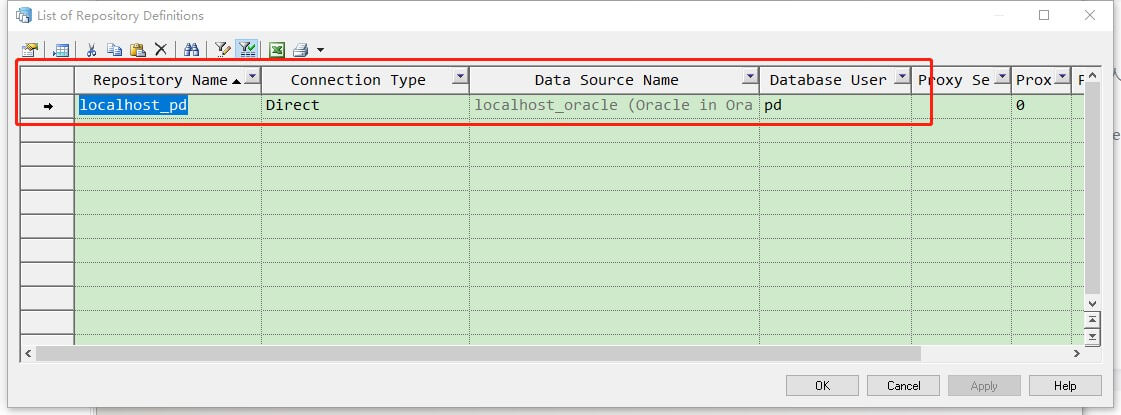 List of Repository Definitions
Repository Name Connection Type Data Source Name Database User Proxy Se Prox
localhost_pd Direct localhost_oracle (Oracle in Ora pd 0
OK Cancel Apply Help